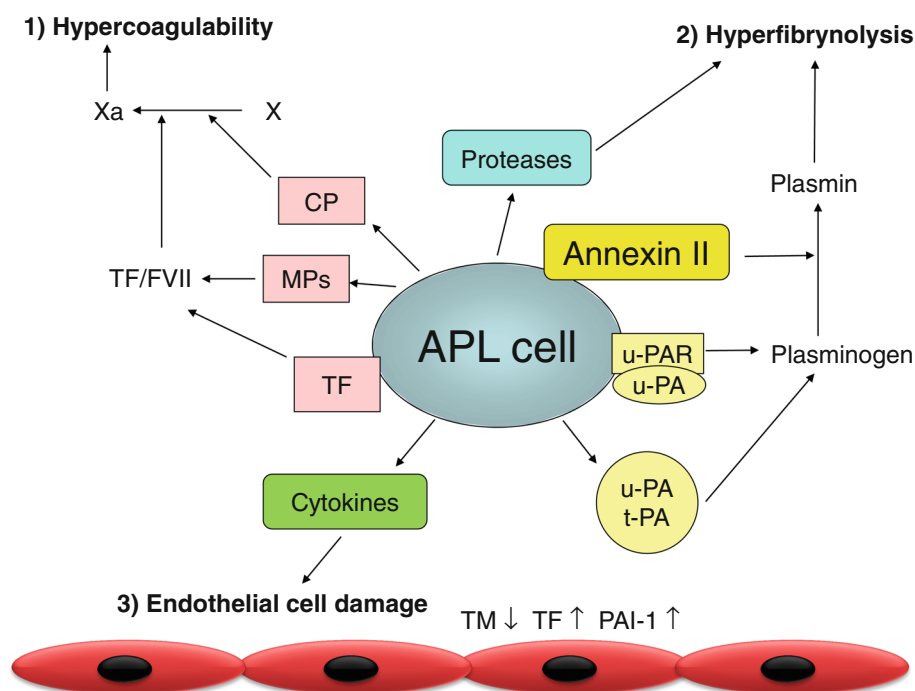 1) Hypercoagulability
2) Hyperfibrynolysis
Xa
X
Proteases
Plasmin
CP
Annexin II
TF/FVII
MPs
APL cell
u-PAR
u-PA
Plasminogen
TF
Cytokines
u-PA
t-PA
3) Endothelial cell damage
TM ↓ TF ↑ PAI-1 ↑